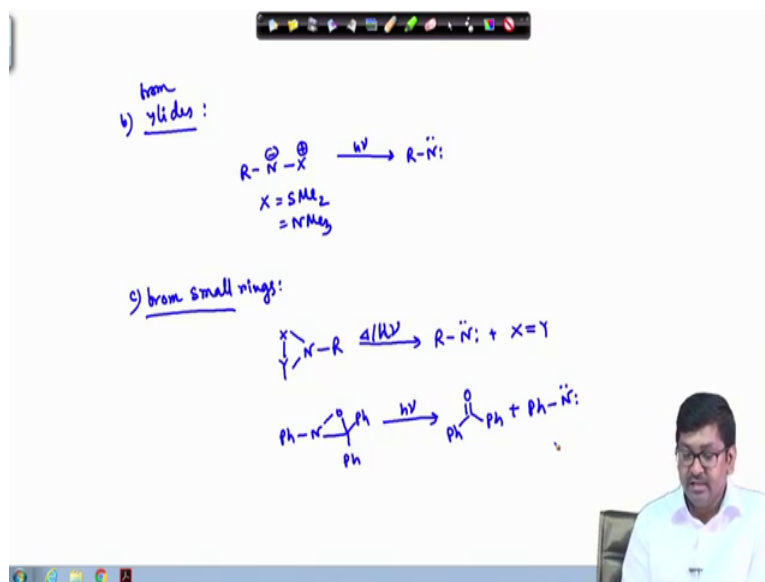 from
b) ylides :
R-N⊖-X⊕ —hν→ R-N̈:
X = SMe₂
= NMe₃
c) from small rings:
X Y N-R —Δ/hν→ R-N̈: + X=Y
Ph-N O Ph Ph —hν→ O Ph Ph + Ph-N̈: